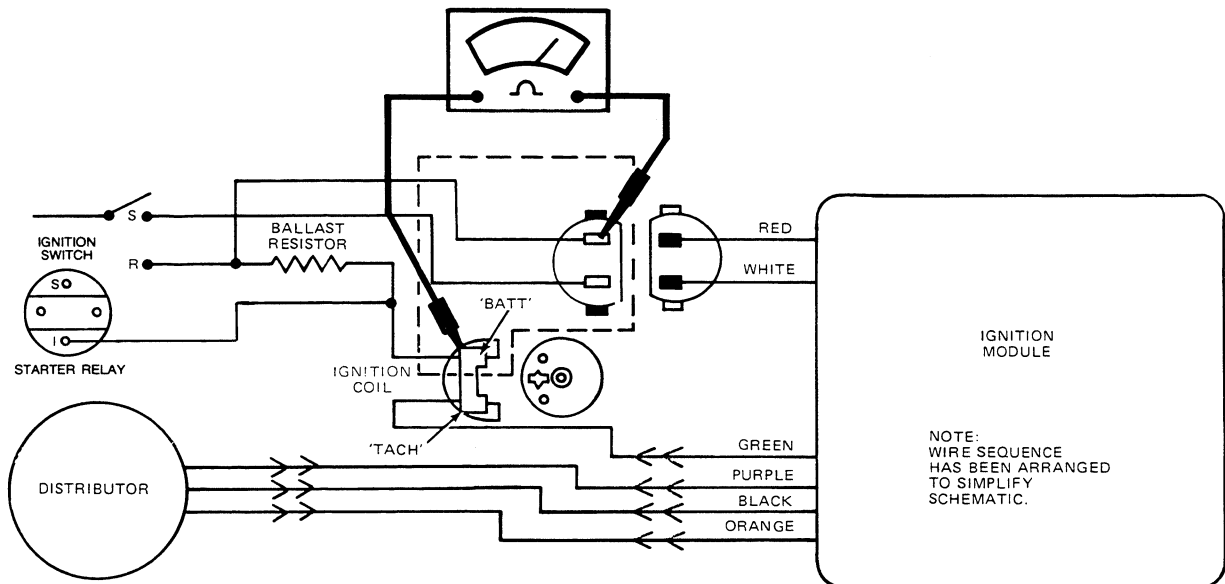 S
IGNITION
SWITCH
R
BALLAST
RESISTOR
S
I
STARTER RELAY
'BATT'
IGNITION
COIL
'TACH'
RED
WHITE
IGNITION
MODULE
DISTRIBUTOR
GREEN
PURPLE
BLACK
ORANGE
NOTE:
WIRE SEQUENCE
HAS BEEN ARRANGED
TO SIMPLIFY
SCHEMATIC.